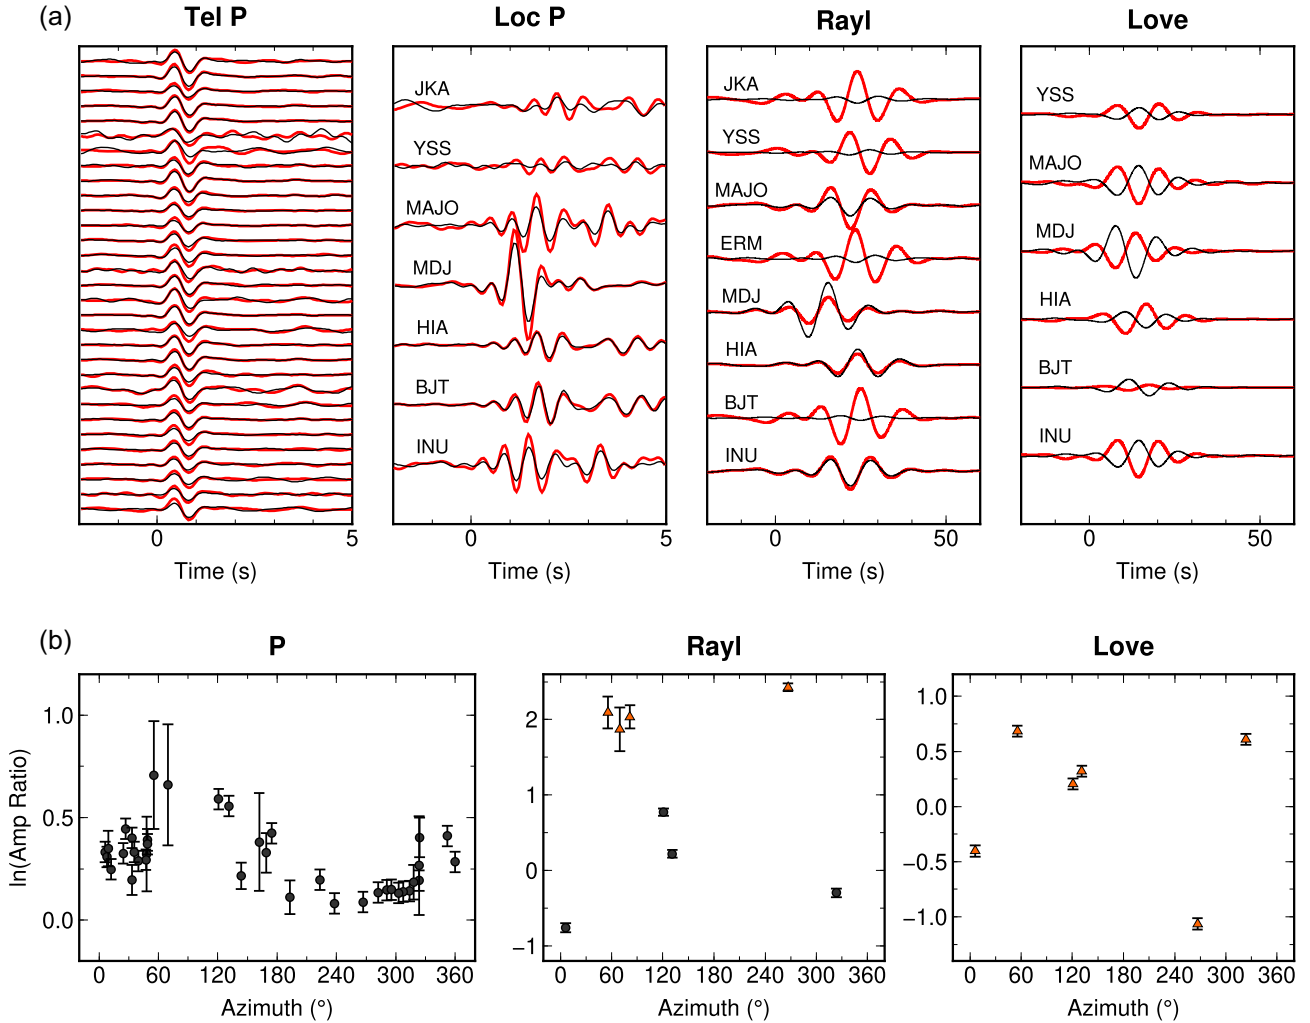 (a)
Tel P
Loc P
Rayl
Love
JKA
YSS
MAJO
MDJ
HIA
BJT
INU
JKA
YSS
MAJO
ERM
MDJ
HIA
BJT
INU
YSS
MAJO
MDJ
HIA
BJT
INU
0 5
0 5
0 50
0 50
Time (s)
Time (s)
Time (s)
Time (s)
(b)
P
Rayl
Love
ln(Amp Ratio)
1.0
0.5
0.0
2
1
0
−1
1.0
0.5
0.0
−0.5
−1.0
0 60 120 180 240 300 360
0 60 120 180 240 300 360
0 60 120 180 240 300 360
Azimuth (°)
Azimuth (°)
Azimuth (°)